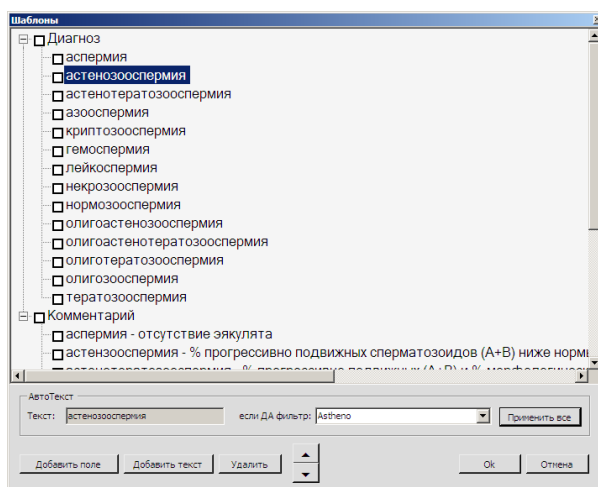 Шаблоны
Диагноз
аспермия
астенозооспермия
астенотератозооспермия
азооспермия
криптозооспермия
гемоспермия
лейкоспермия
некрозооспермия
нормозооспермия
олигоастенозооспермия
олигоастенотератозооспермия
олиготератозооспермия
олигозооспермия
тератозооспермия
Комментарий
аспермия - отсутствие эякулята
астензооспермия - % прогрессивно подвижных сперматозоидов (А+В) ниже норм
АвтоТекст
Текст: астенозооспермия если ДА фильтр: Astheno Применить все
Добавить поле Добавить текст Удалить Ok Отмена